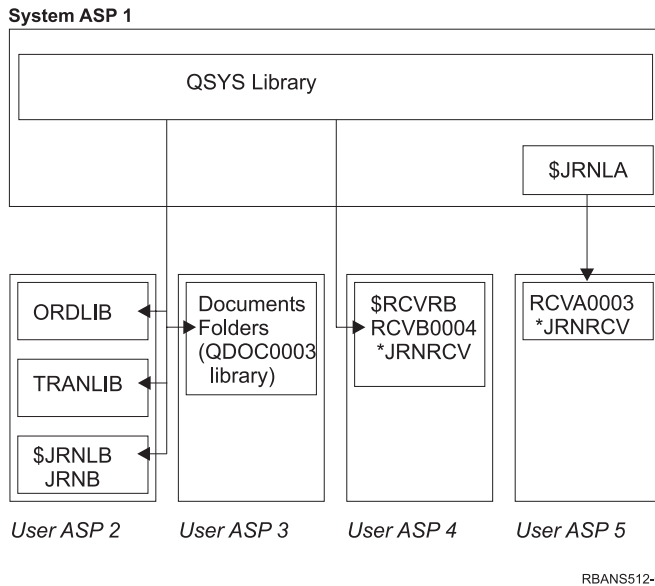 System ASP 1
QSYS Library
$JRNLA
ORDLIB
TRANLIB
$JRNLB
JRNB
Documents
Folders
(QDOC0003
library)
$RCVRB
RCVB0004
*JRNRCV
RCVA0003
*JRNRCV
User ASP 2
User ASP 3
User ASP 4
User ASP 5
RBANS512-